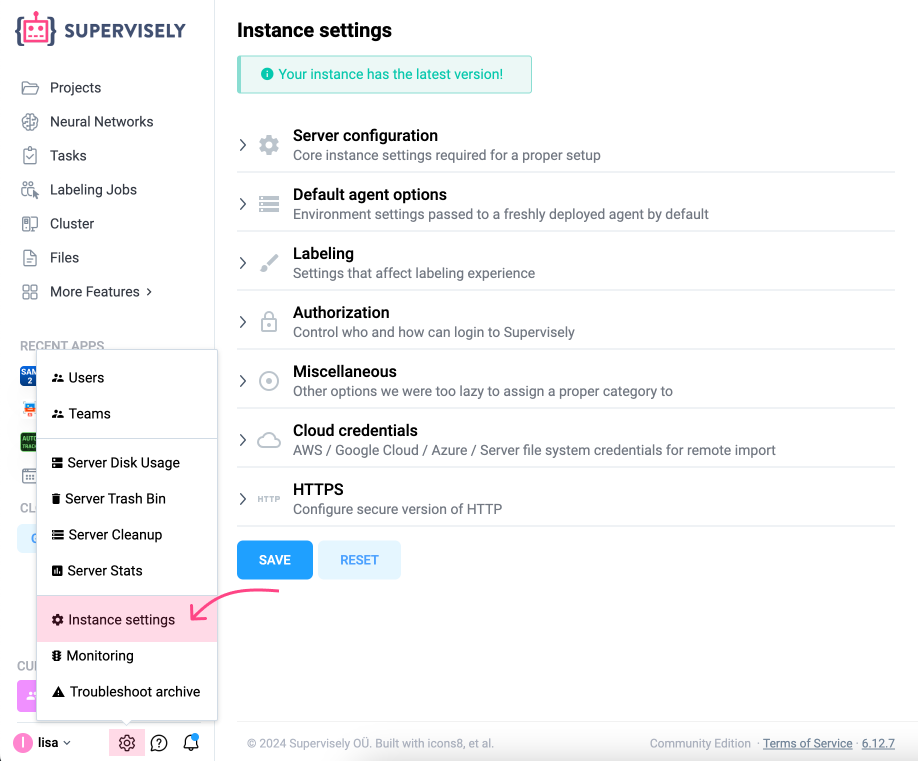 SUPERVISELY
Projects
Neural Networks
Tasks
Labeling Jobs
Cluster
Files
More Features
RECENT APPS
SAM
2
AUTO
TRACK
Users
Teams
Server Disk Usage
Server Trash Bin
Server Cleanup
Server Stats
Instance settings
Monitoring
Troubleshoot archive
lisa
Instance settings
Your instance has the latest version!
Server configuration
Core instance settings required for a proper setup
Default agent options
Environment settings passed to a freshly deployed agent by default
Labeling
Settings that affect labeling experience
Authorization
Control who and how can login to Supervisely
Miscellaneous
Other options we were too lazy to assign a proper category to
Cloud credentials
AWS / Google Cloud / Azure / Server file system credentials for remote import
HTTP
HTTPS
Configure secure version of HTTP
SAVE
RESET
© 2024 Supervisely OÜ. Built with icons8, et al.
Community Edition · Terms of Service · 6.12.7